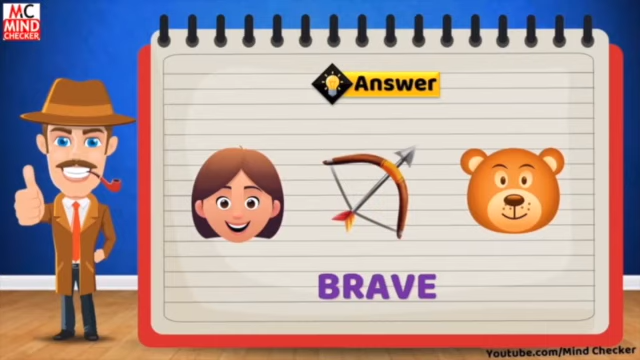 MC
MIND
CHECKER
Answer
BRAVE
Youtube.com/Mind Checker